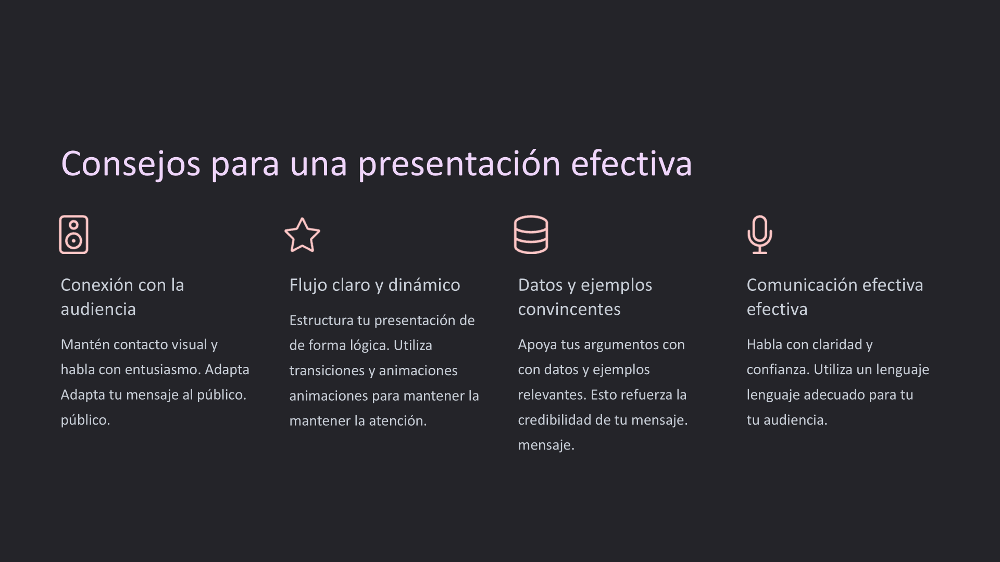 Consejos para una presentación efectiva
Conexión con la
audiencia
Mantén contacto visual y
habla con entusiasmo. Adapta
Adapta tu mensaje al público.
público.
Flujo claro y dinámico
Estructura tu presentación de
de forma lógica. Utiliza
transiciones y animaciones
animaciones para mantener la
mantener la atención.
Datos y ejemplos
convincentes
Apoya tus argumentos con
con datos y ejemplos
relevantes. Esto refuerza la
credibilidad de tu mensaje.
mensaje.
Comunicación efectiva
efectiva
Habla con claridad y
confianza. Utiliza un lenguaje
lenguaje adecuado para tu
tu audiencia.